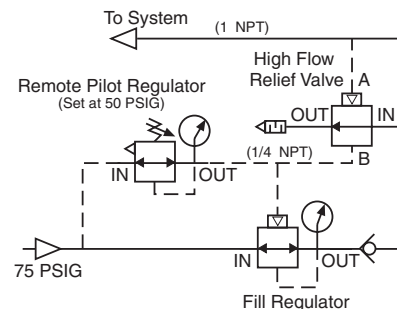 To System
(1 NPT)
High Flow
Relief Valve
A
Remote Pilot Regulator
(Set at 50 PSIG)
OUT
IN
B
(1/4 NPT)
IN
OUT
75 PSIG
IN
OUT
Fill Regulator